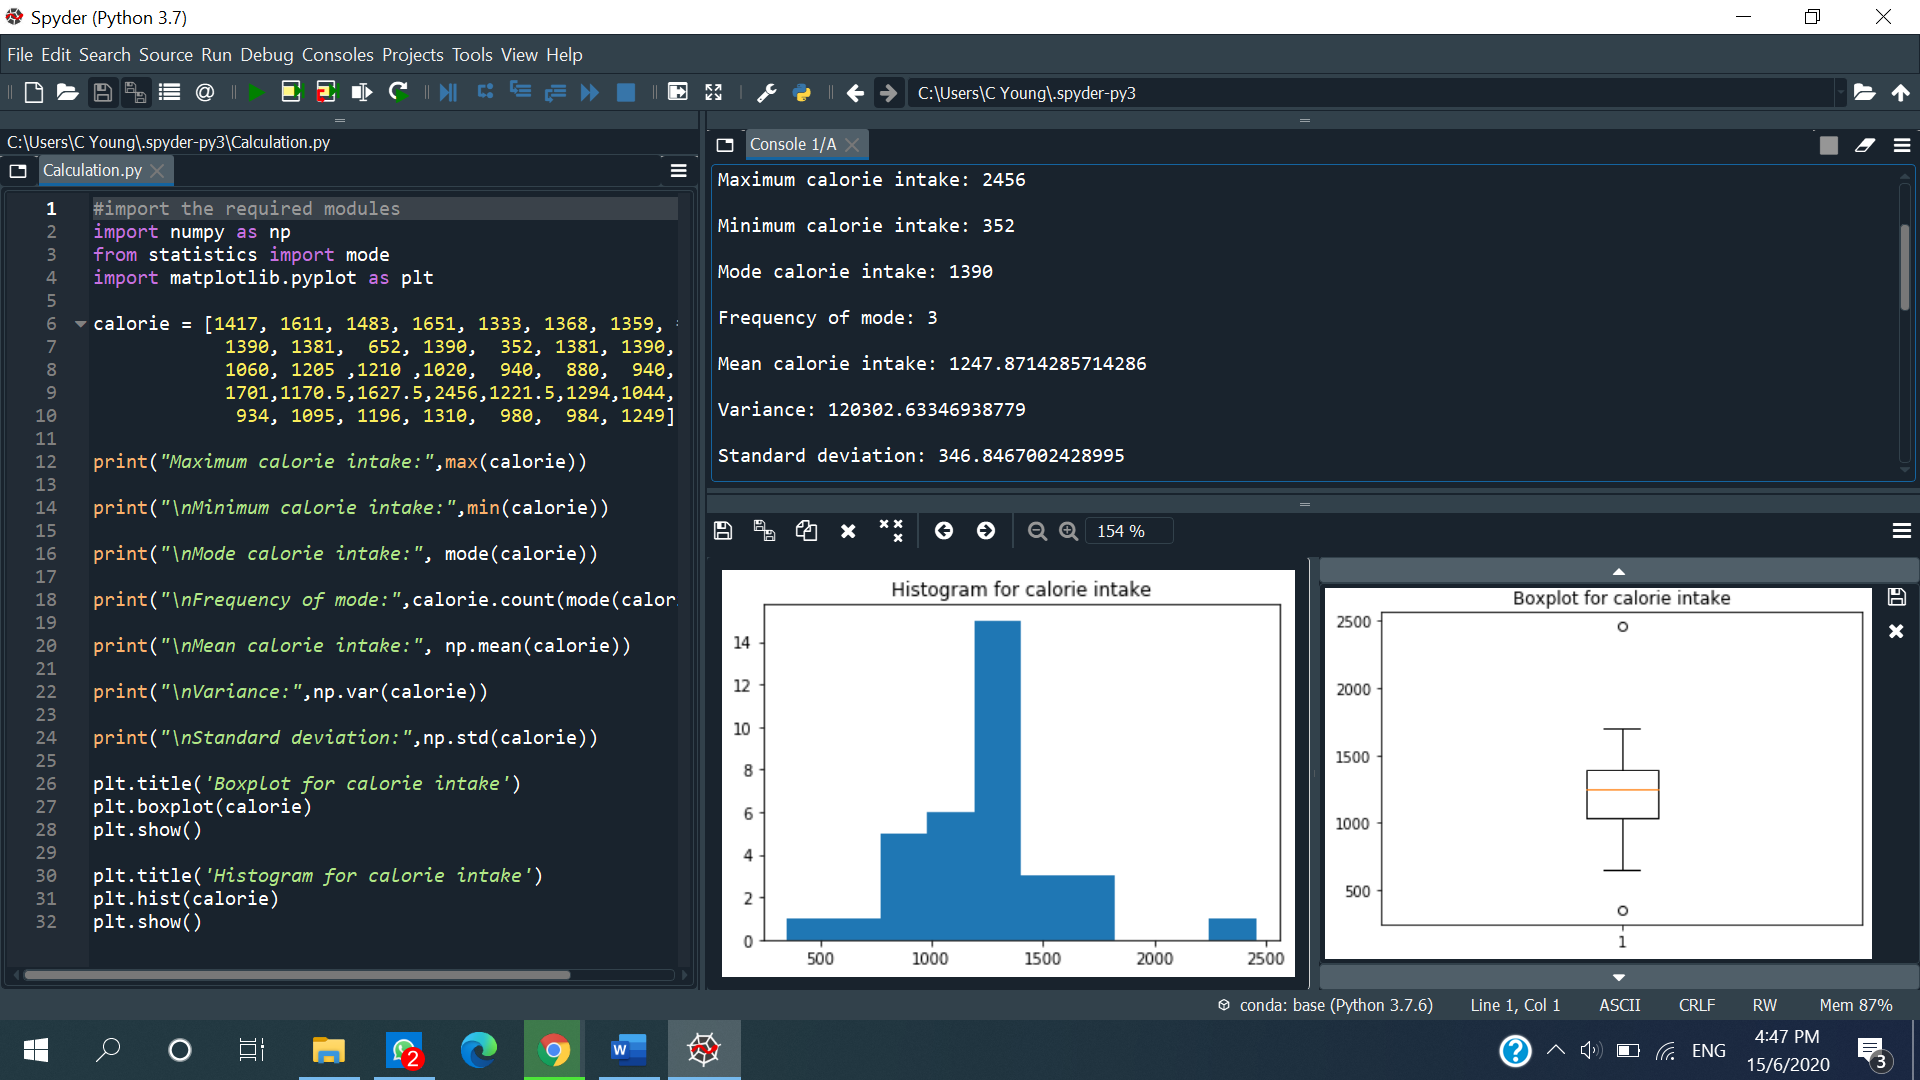 Spyder (Python 3.7)
File Edit Search Source Run Debug Consoles Projects Tools View Help
C:\Users\C Young\.spyder-py3
C:\Users\C Young\.spyder-py3\Calculation.py
Calculation.py
1 #import the required modules
2 import numpy as np
3 from statistics import mode
4 import matplotlib.pyplot as plt
5
6 calorie = [1417, 1611, 1483, 1651, 1333, 1368, 1359,
7 1390, 1381, 652, 1390, 352, 1381, 1390,
8 1060, 1205 ,1210 ,1020, 940, 880, 940,
9 1701,1170.5,1627.5,2456,1221.5,1294,1044,
10 934, 1095, 1196, 1310, 980, 984, 1249]
11
12 print("Maximum calorie intake:",max(calorie))
13
14 print("\nMinimum calorie intake:",min(calorie))
15
16 print("\nMode calorie intake:", mode(calorie))
17
18 print("\nFrequency of mode:",calorie.count(mode(calor
19
20 print("\nMean calorie intake:", np.mean(calorie))
21
22 print("\nVariance:",np.var(calorie))
23
24 print("\nStandard deviation:",np.std(calorie))
25
26 plt.title('Boxplot for calorie intake')
27 plt.boxplot(calorie)
28 plt.show()
29
30 plt.title('Histogram for calorie intake')
31 plt.hist(calorie)
32 plt.show()
Console 1/A
Maximum calorie intake: 2456
Minimum calorie intake: 352
Mode calorie intake: 1390
Frequency of mode: 3
Mean calorie intake: 1247.8714285714286
Variance: 120302.63346938779
Standard deviation: 346.8467002428995
154 %
Histogram for calorie intake
14
12
10
8
6
4
2
0
500 1000 1500 2000 2500
Boxplot for calorie intake
2500
2000
1500
1000
500
1
conda: base (Python 3.7.6) Line 1, Col 1 ASCII CRLF RW Mem 87%
2
W
ENG
4:47 PM
15/6/2020
3